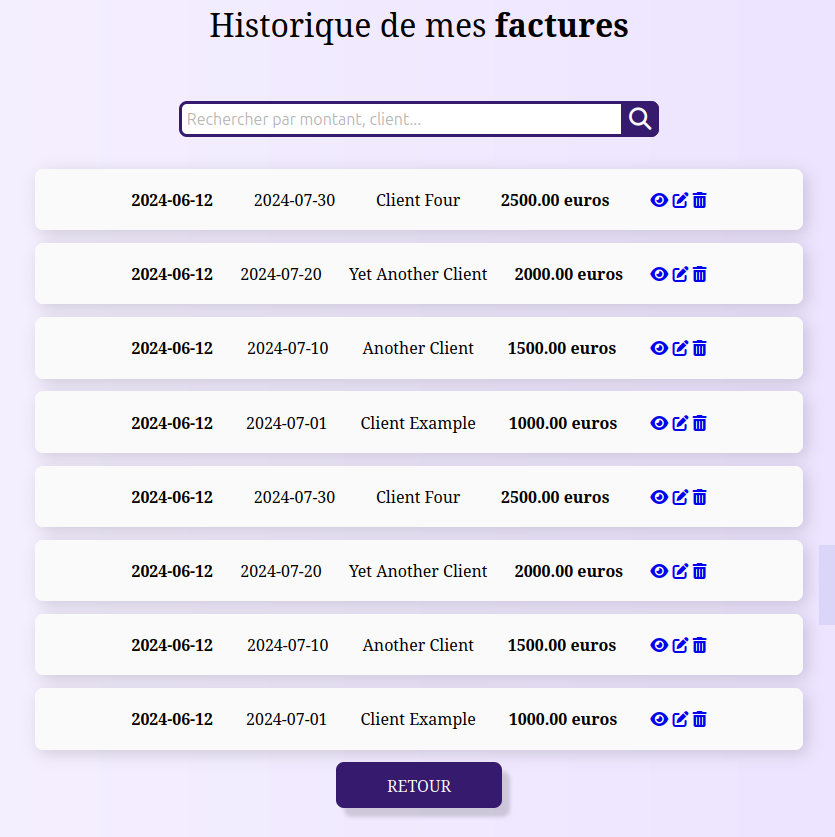 Historique de mes factures
Rechercher par montant, client...
2024-06-12 2024-07-30 Client Four 2500.00 euros
2024-06-12 2024-07-20 Yet Another Client 2000.00 euros
2024-06-12 2024-07-10 Another Client 1500.00 euros
2024-06-12 2024-07-01 Client Example 1000.00 euros
2024-06-12 2024-07-30 Client Four 2500.00 euros
2024-06-12 2024-07-20 Yet Another Client 2000.00 euros
2024-06-12 2024-07-10 Another Client 1500.00 euros
2024-06-12 2024-07-01 Client Example 1000.00 euros
RETOUR